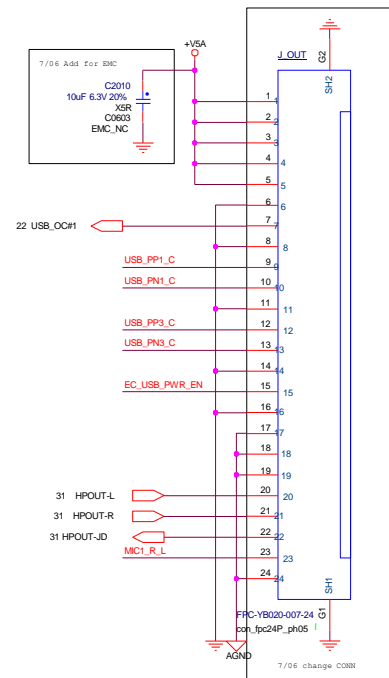 7/06 Add for EMC
+V5A
C2010
10uF 6.3V 20%
X5R
C0603
EMC_NC
J_OUT
G2
SH2
1 1
2 2
3 3
4 4
5 5
6 6
22 USB_OC#1 7 7
8 8
USB_PP1_C 9 9
USB_PN1_C 10 10
11 11
USB_PP3_C 12 12
USB_PN3_C 13 13
14 14
EC_USB_PWR_EN 15 15
16 16
17 17
18 18
19 19
31 HPOUT-L 20 20
31 HPOUT-R 21 21
31 HPOUT-JD 22 22
MIC1_R_L 23 23
24 24
SH1
G1
FPC-YB020-007-24
con_fpc24P_ph05
AGND
7/06 change CONN